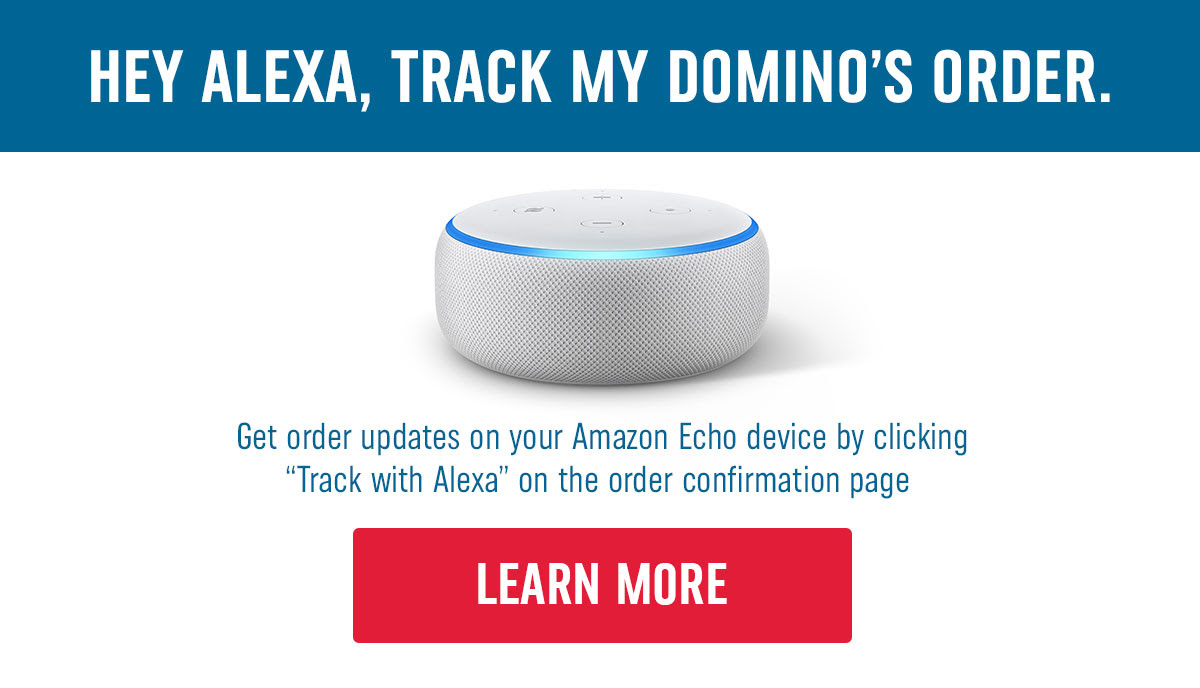 HEY ALEXA, TRACK MY DOMINO’S ORDER.
Get order updates on your Amazon Echo device by clicking
“Track with Alexa” on the order confirmation page
LEARN MORE